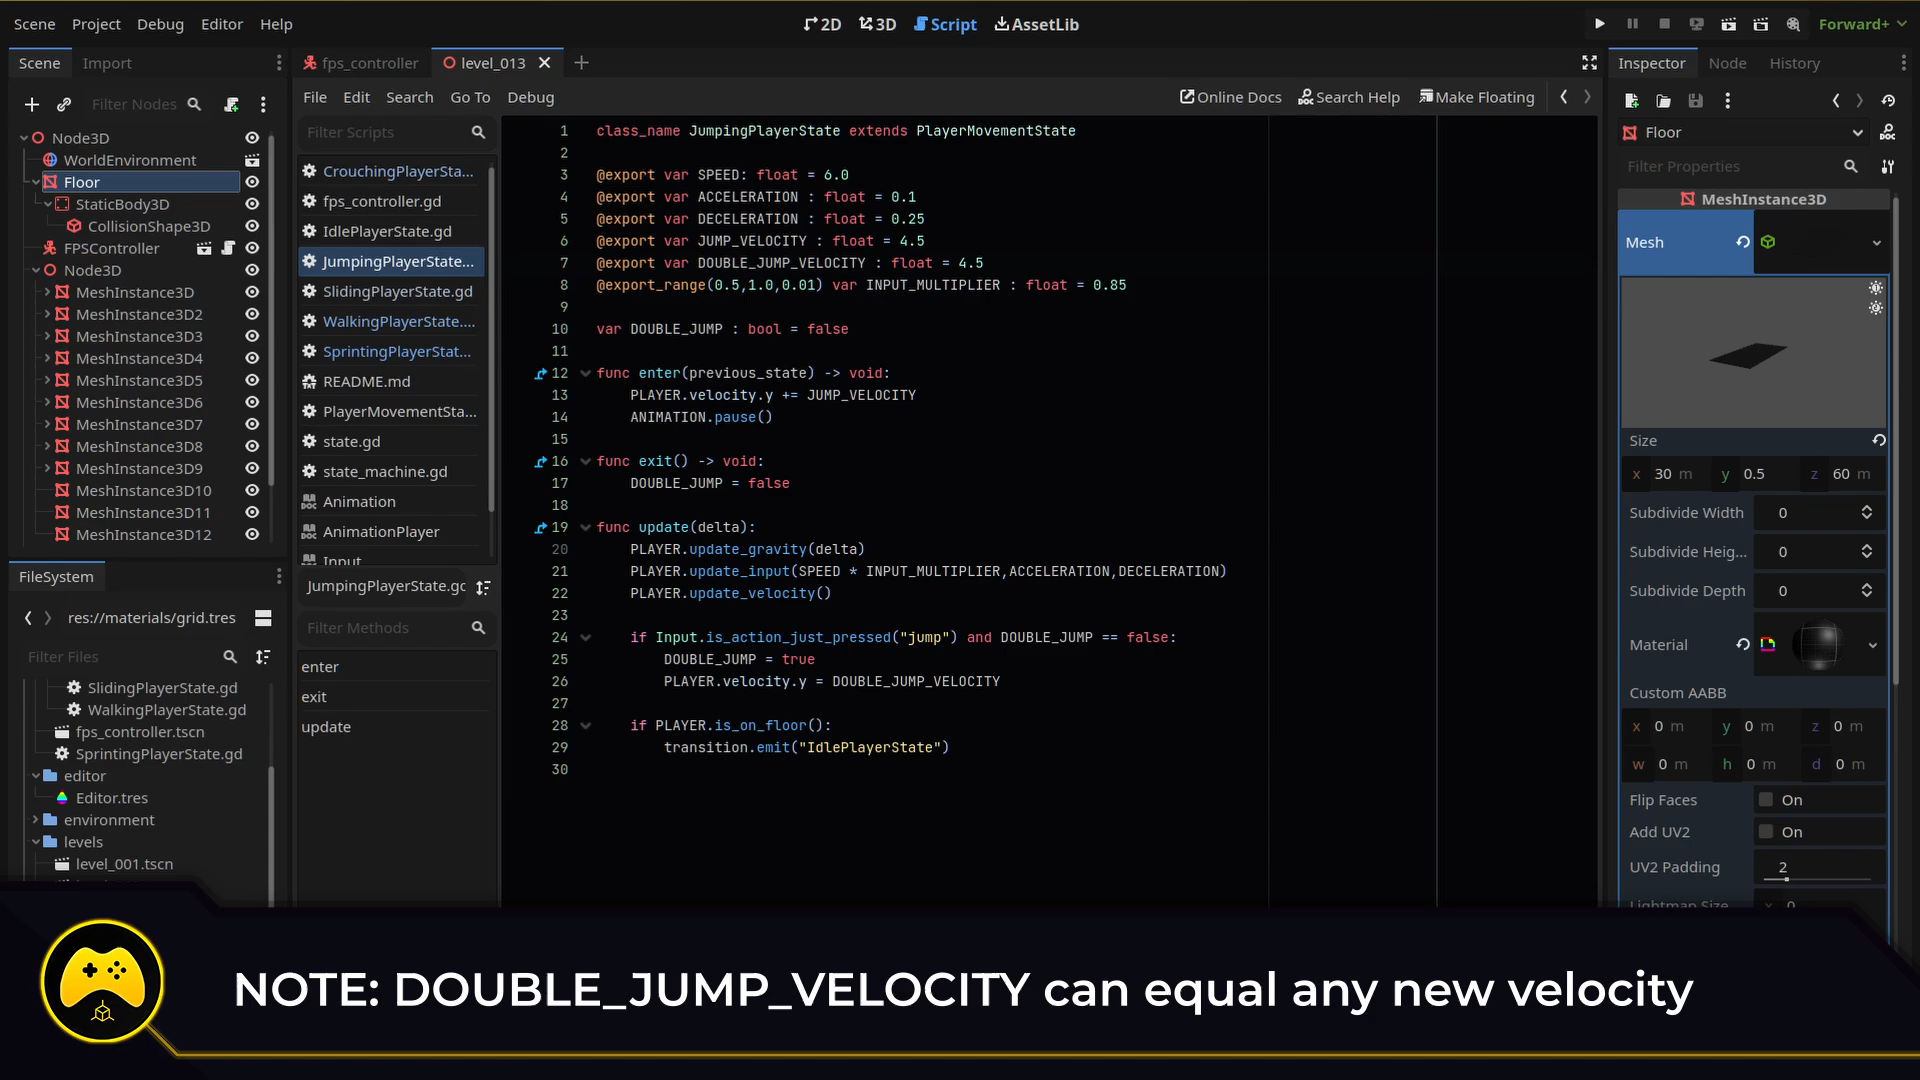 Scene Project Debug Editor Help
2D 3D Script AssetLib
Forward+
Scene Import
Filter Nodes
Node3D
WorldEnvironment
Floor
StaticBody3D
CollisionShape3D
FPSController
Node3D
MeshInstance3D
MeshInstance3D2
MeshInstance3D3
MeshInstance3D4
MeshInstance3D5
MeshInstance3D6
MeshInstance3D7
MeshInstance3D8
MeshInstance3D9
MeshInstance3D10
MeshInstance3D11
MeshInstance3D12
FileSystem
res://materials/grid.tres
Filter Files
SlidingPlayerState.gd
WalkingPlayerState.gd
fps_controller.tscn
SprintingPlayerState.gd
editor
Editor.tres
environment
levels
level_001.tscn
fps_controller level_013
File Edit Search Go To Debug
Online Docs Search Help Make Floating
Filter Scripts
CrouchingPlayerSta...
fps_controller.gd
IdlePlayerState.gd
JumpingPlayerState...
SlidingPlayerState.gd
WalkingPlayerState....
SprintingPlayerStat...
README.md
PlayerMovementSta...
state.gd
state_machine.gd
Animation
AnimationPlayer
Input
JumpingPlayerState.gc
Filter Methods
enter
exit
update
1 class_name JumpingPlayerState extends PlayerMovementState
2
3 @export var SPEED: float = 6.0
4 @export var ACCELERATION : float = 0.1
5 @export var DECELERATION : float = 0.25
6 @export var JUMP_VELOCITY : float = 4.5
7 @export var DOUBLE_JUMP_VELOCITY : float = 4.5
8 @export_range(0.5,1.0,0.01) var INPUT_MULTIPLIER : float = 0.85
9
10 var DOUBLE_JUMP : bool = false
11
12 func enter(previous_state) -> void:
13 PLAYER.velocity.y += JUMP_VELOCITY
14 ANIMATION.pause()
15
16 func exit() -> void:
17 DOUBLE_JUMP = false
18
19 func update(delta):
20 PLAYER.update_gravity(delta)
21 PLAYER.update_input(SPEED * INPUT_MULTIPLIER,ACCELERATION,DECELERATION)
22 PLAYER.update_velocity()
23
24 if Input.is_action_just_pressed("jump") and DOUBLE_JUMP == false:
25 DOUBLE_JUMP = true
26 PLAYER.velocity.y = DOUBLE_JUMP_VELOCITY
27
28 if PLAYER.is_on_floor():
29 transition.emit("IdlePlayerState")
30
Inspector Node History
Floor
Filter Properties
MeshInstance3D
Mesh
Size
x 30 m y 0.5 z 60 m
Subdivide Width 0
Subdivide Heig... 0
Subdivide Depth 0
Material
Custom AABB
x 0 m y 0 m z 0 m
w 0 m h 0 m d 0 m
Flip Faces On
Add UV2 On
UV2 Padding 2
Lightmap Size x 0
NOTE: DOUBLE_JUMP_VELOCITY can equal any new velocity